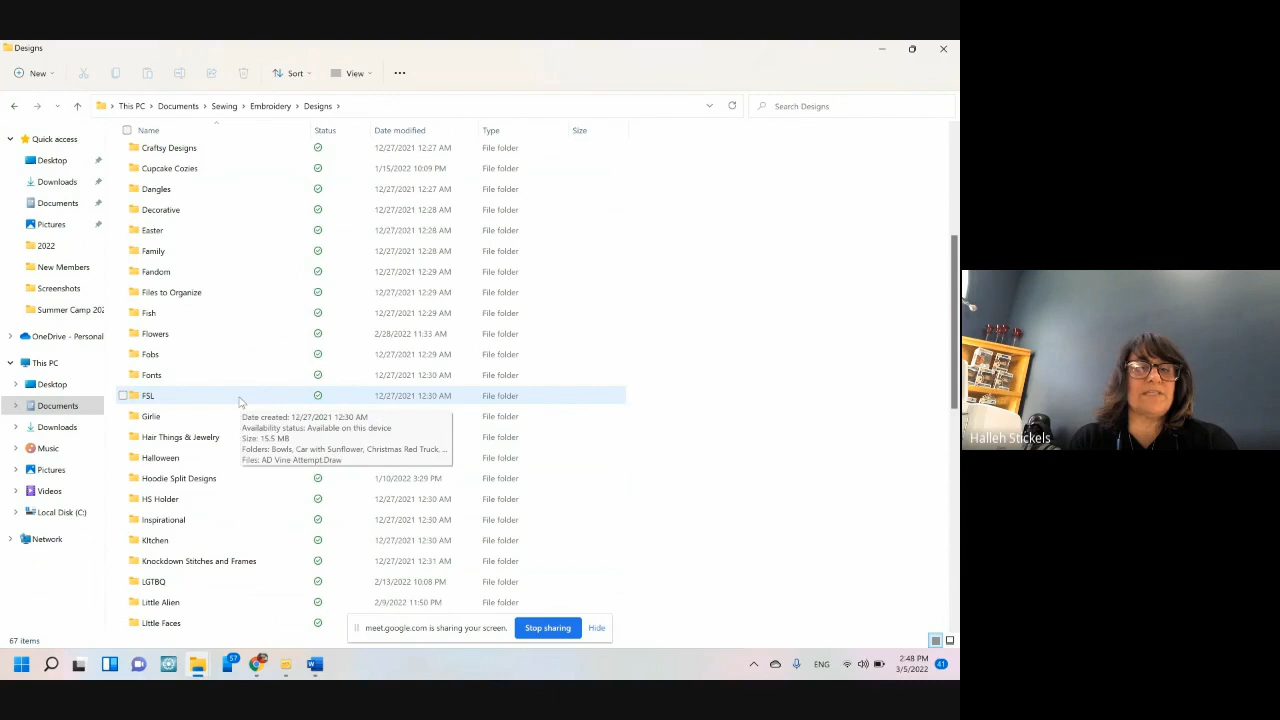 Designs
New
Sort
View
This PC > Documents > Sewing > Embroidery > Designs >
Search Designs
Name Status Date modified Type Size
Quick access
Desktop
Downloads
Documents
Pictures
2022
New Members
Screenshots
Summer Camp 202
OneDrive - Personal
This PC
Desktop
Documents
Downloads
Music
Pictures
Videos
Local Disk (C:)
Network
Craftsy Designs 12/27/2021 12:27 AM File folder
Cupcake Cozies 1/15/2022 10:09 PM File folder
Dangles 12/27/2021 12:27 AM File folder
Decorative 12/27/2021 12:28 AM File folder
Easter 12/27/2021 12:28 AM File folder
Family 12/27/2021 12:28 AM File folder
Fandom 12/27/2021 12:29 AM File folder
Files to Organize 12/27/2021 12:29 AM File folder
Fish 12/27/2021 12:29 AM File folder
Flowers 2/28/2022 11:33 AM File folder
Fobs 12/27/2021 12:29 AM File folder
Fonts 12/27/2021 12:30 AM File folder
FSL 12/27/2021 12:30 AM File folder
Girlie File folder
Hair Things & Jewelry File folder
Halloween File folder
Hoodie Split Designs 1/10/2022 3:29 PM File folder
HS Holder 12/27/2021 12:30 AM File folder
Inspirational 12/27/2021 12:30 AM File folder
KItchen 12/27/2021 12:30 AM File folder
Knockdown Stitches and Frames 12/27/2021 12:31 AM File folder
LGTBQ 2/13/2022 10:08 PM File folder
Little Alien 2/9/2022 11:50 PM File folder
Little Faces File folder
Date created: 12/27/2021 12:30 AM
Availability status: Available on this device
Size: 15.5 MB
Folders: Bowls, Car with Sunflower, Christmas Red Truck, ...
Files: AD Vine Attempt.Draw
meet.google.com is sharing your screen.
Stop sharing
Hide
67 items
57
ENG
2:48 PM
3/5/2022
41
Halleh Stickels